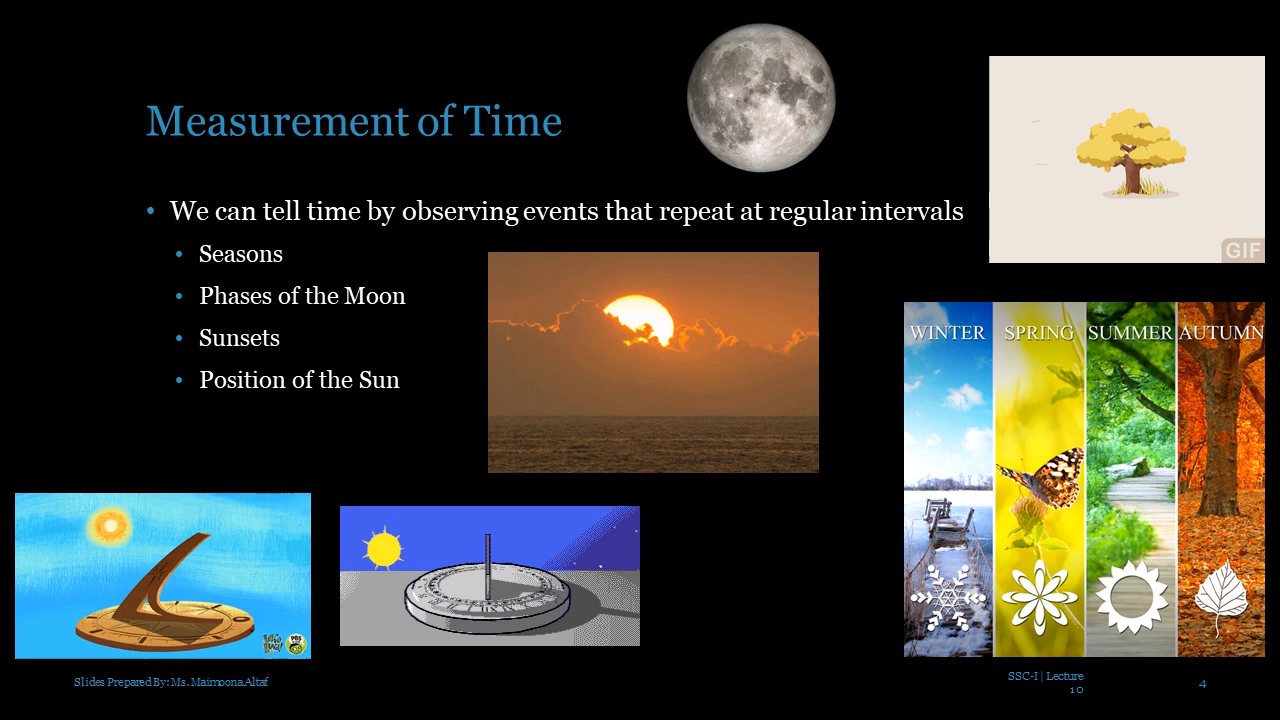 Measurement of Time
• We can tell time by observing events that repeat at regular intervals
• Seasons
• Phases of the Moon
• Sunsets
• Position of the Sun
GIF
WINTER SPRING SUMMER AUTUMN
PBS
Slides Prepared By: Ms. Maimoona Altaf
SSC-I | Lecture
10
4